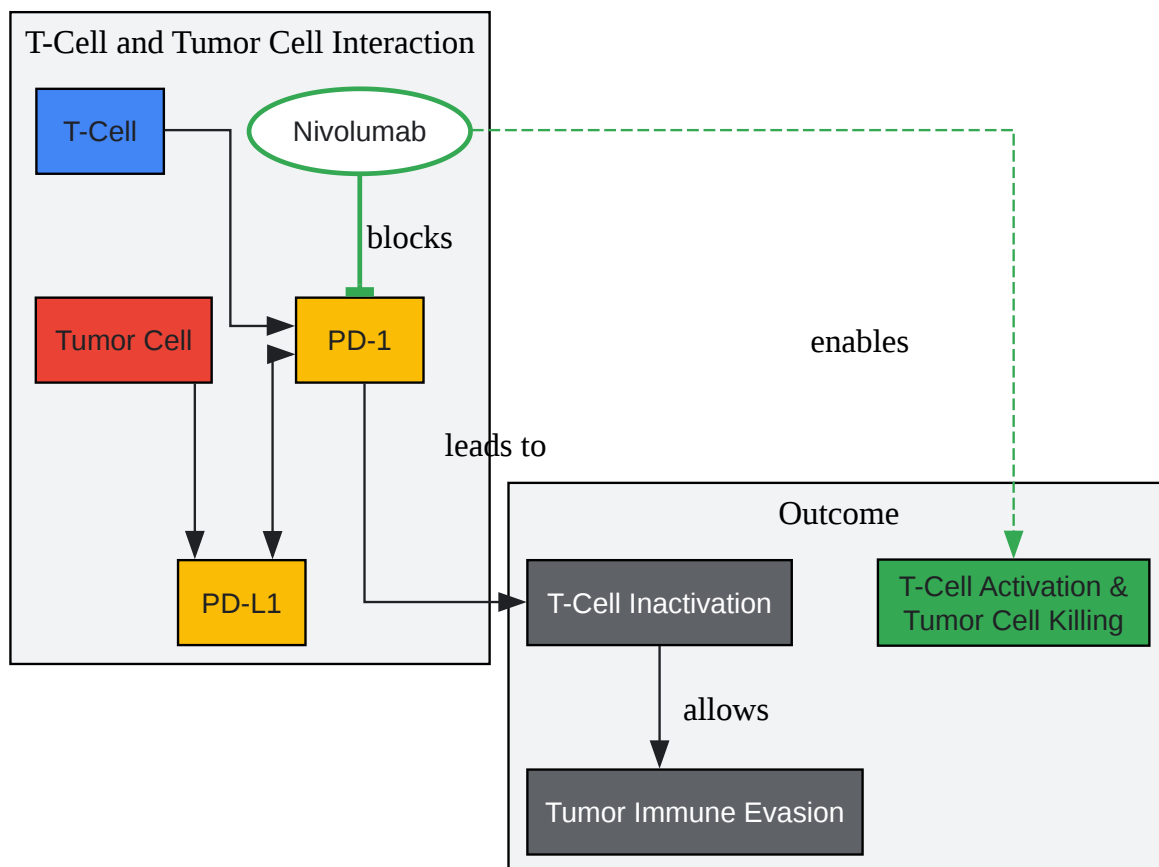 T-Cell and Tumor Cell Interaction
T-Cell
Nivolumab
blocks
Tumor Cell
PD-1
enables
leads to
Outcome
PD-L1
T-Cell Inactivation
T-Cell Activation &
Tumor Cell Killing
allows
Tumor Immune Evasion